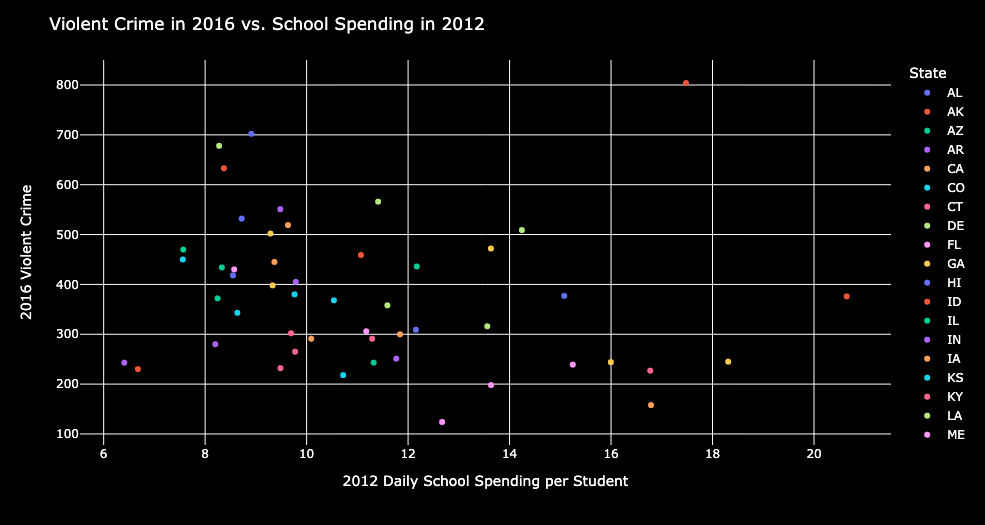 Violent Crime in 2016 vs. School Spending in 2012
State
AL
AK
AZ
AR
CA
CO
CT
DE
FL
GA
HI
ID
IL
IN
IA
KS
KY
LA
ME
800
700
600
500
400
300
200
100
2016 Violent Crime
6 8 10 12 14 16 18 20
2012 Daily School Spending per Student